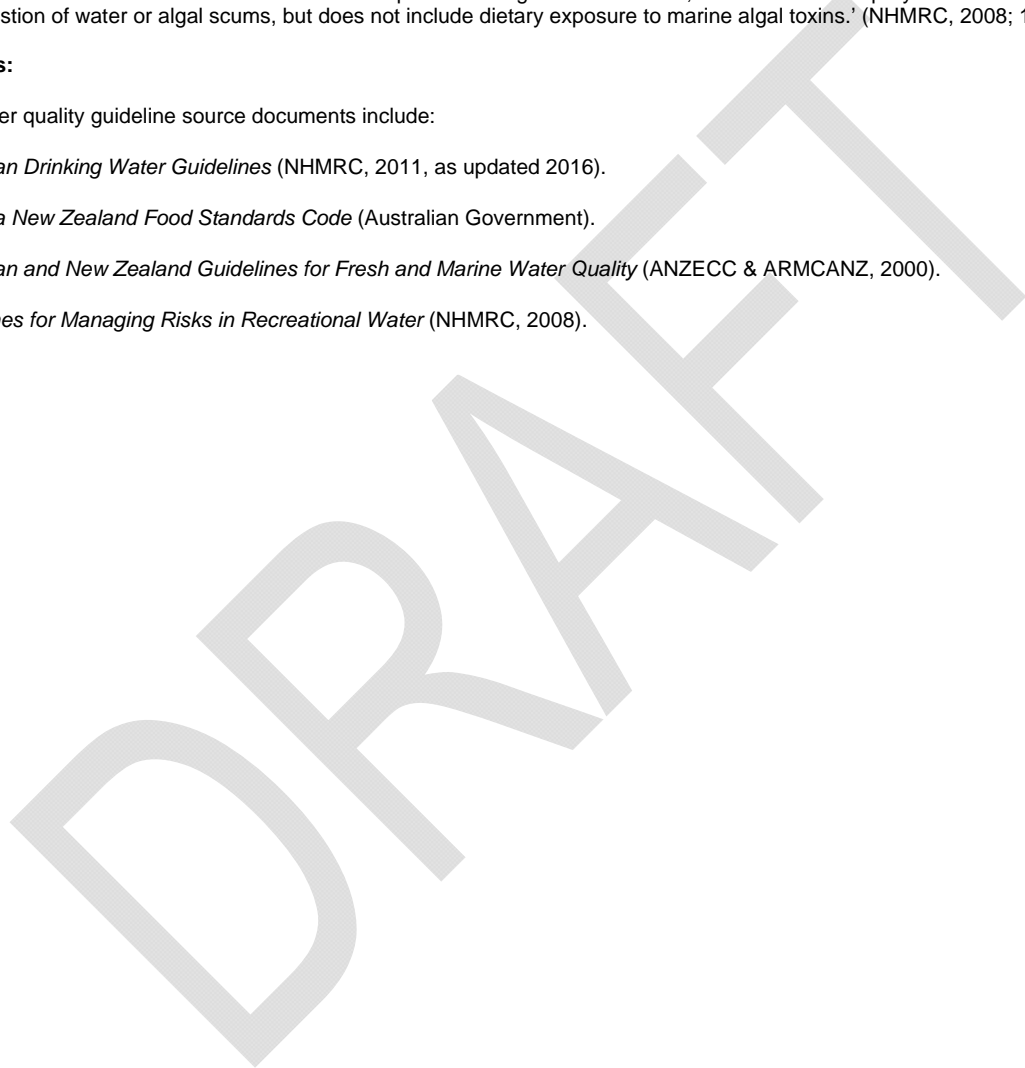 stion of water or algal scums, but does not include dietary exposure to marine algal toxins.’ (NHMRC, 2008; 1
s:
er quality guideline source documents include:
an Drinking Water Guidelines (NHMRC, 2011, as updated 2016).
a New Zealand Food Standards Code (Australian Government).
an and New Zealand Guidelines for Fresh and Marine Water Quality (ANZECC & ARMCANZ, 2000).
nes for Managing Risks in Recreational Water (NHMRC, 2008).
DRAFT